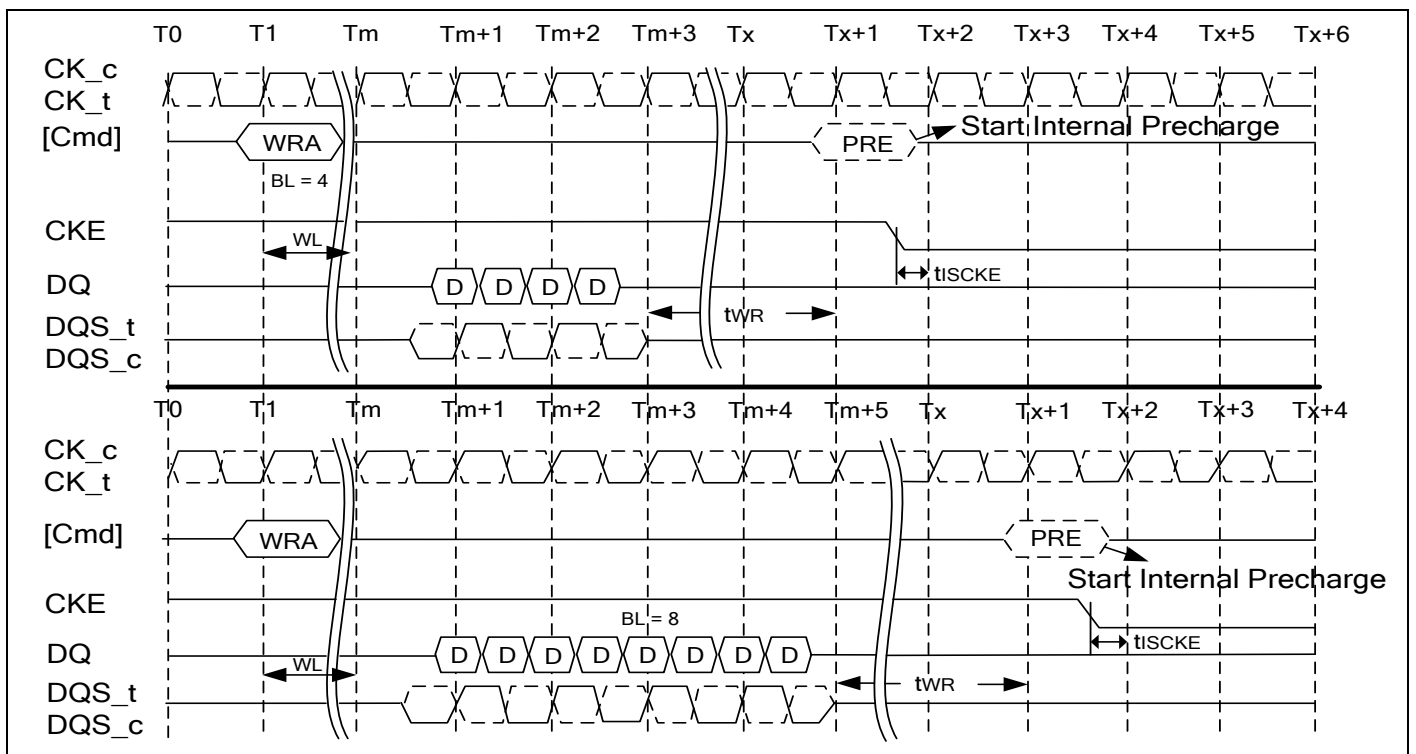 T0 T1 Tm Tm+1 Tm+2 Tm+3 Tx Tx+1 Tx+2 Tx+3 Tx+4 Tx+5 Tx+6
CK_c
CK_t
[Cmd] WRA PRE Start Internal Precharge
BL = 4
CKE
WL
tISCKE
DQ D D D D
tWR
DQS_t
DQS_c
T0 T1 Tm Tm+1 Tm+2 Tm+3 Tm+4 Tm+5 Tx Tx+1 Tx+2 Tx+3 Tx+4
CK_c
CK_t
[Cmd] WRA PRE
Start Internal Precharge
CKE
BL = 8
DQ D D D D D D D D tISCKE
WL
tWR
DQS_t
DQS_c